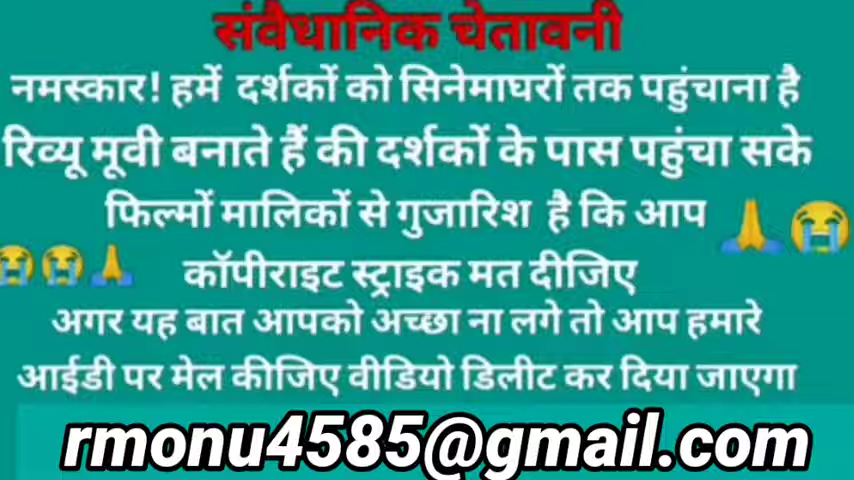 संवैधानिक चेतावनी
नमस्कार! हमें दर्शकों को सिनेमाघरों तक पहुंचाना है
रिव्यू मूवी बनाते हैं की दर्शकों के पास पहुंचा सके
फिल्मों मालिकों से गुजारिश है कि आप 🙏😭
😭😭🙏 कॉपीराइट स्ट्राइक मत दीजिए
अगर यह बात आपको अच्छा ना लगे तो आप हमारे
आईडी पर मेल कीजिए वीडियो डिलीट कर दिया जाएगा
rmonu4585@gmail.com